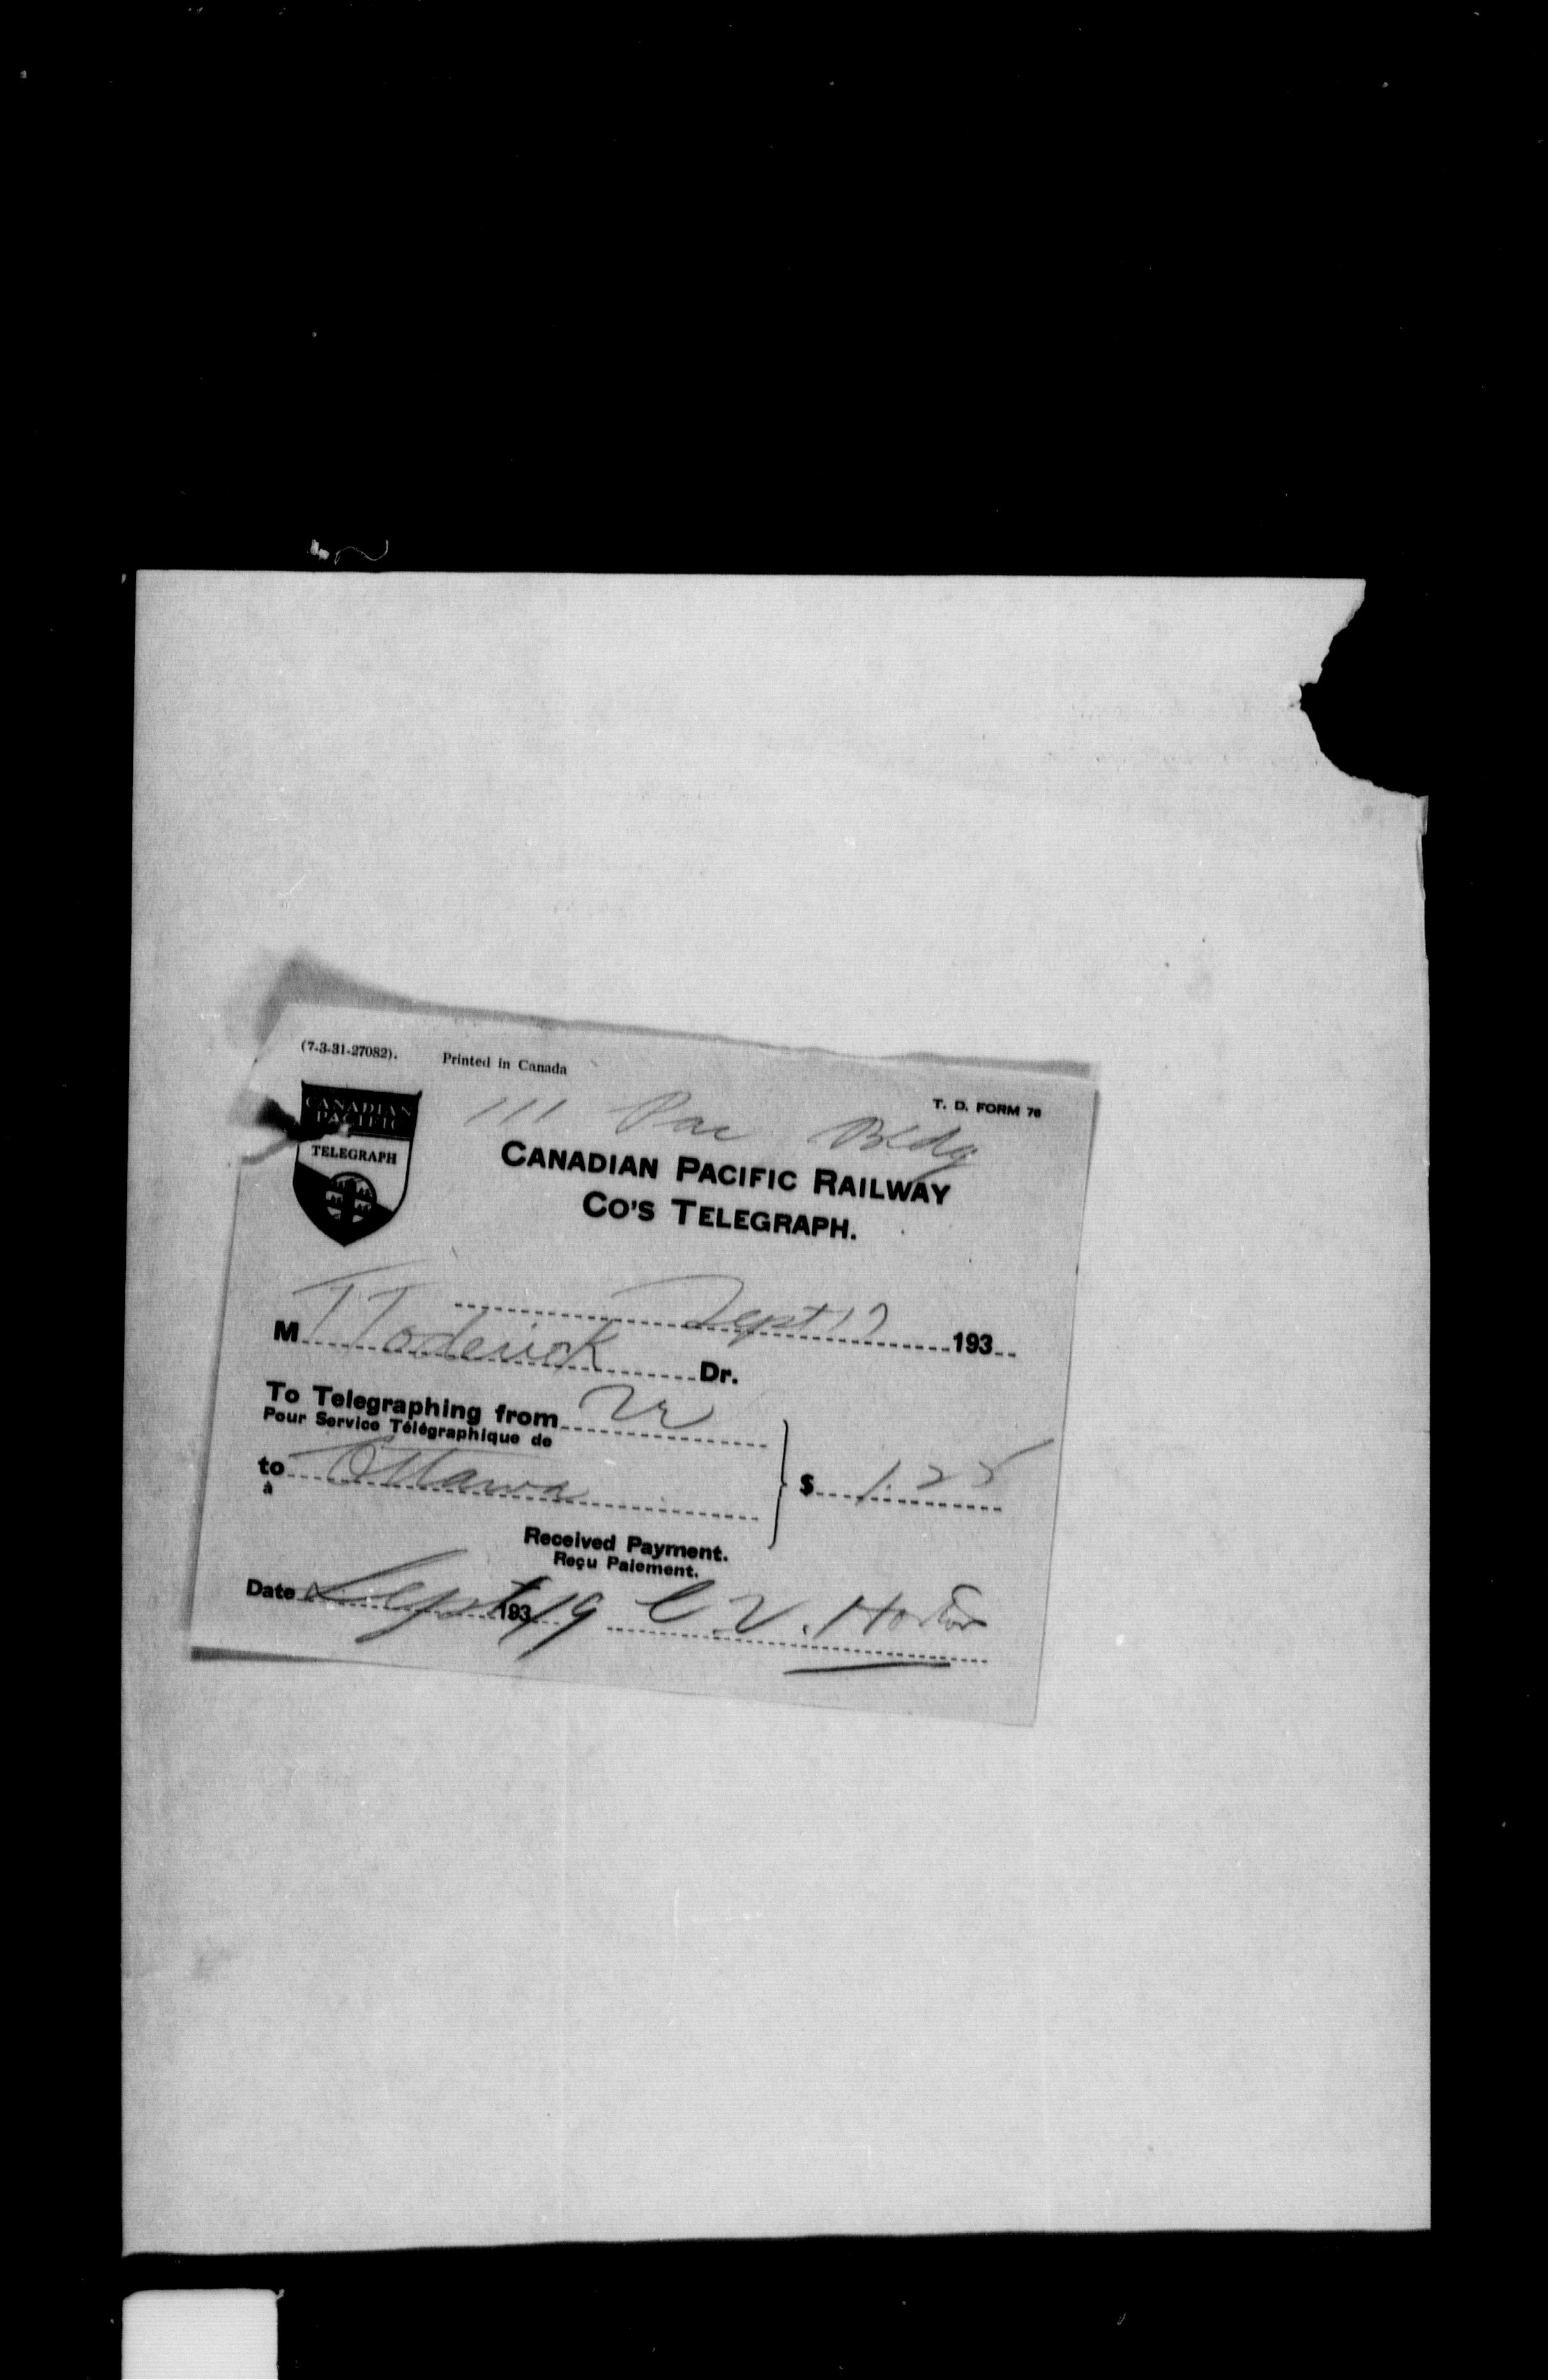 (7-3-31-27082). Printed in Canada
T. D. FORM 76
CANADIAN
PACIFIC
TELEGRAPH
111 Pac Bldg
CANADIAN PACIFIC RAILWAY
CO'S TELEGRAPH.
Sept 17 193
M T Toderick Dr.
To Telegraphing from Vr
Pour Service Télégraphique de
to Ottawa
à
$ 1.25
Received Payment.
Reçu Paiement.
Date Sept 193 19 C V. Horton